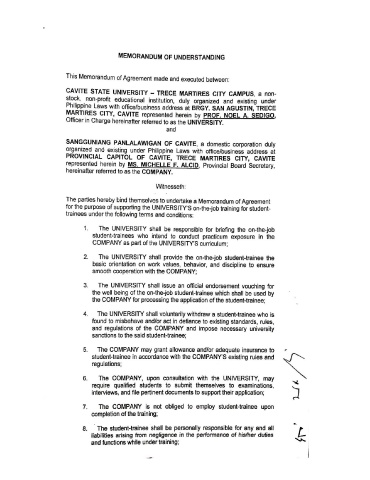 MEMORANDUM OF UNDERSTANDING
This Memorandum of Agreement made and executed between:
CAVITE STATE UNIVERSITY – TRECE MARTIRES CITY CAMPUS, a non-
stock, non-profit educational institution, duly organized and existing under
Philippine Laws with office/business address at BRGY. SAN AGUSTIN, TRECE
MARTIRES CITY, CAVITE represented herein by PROF. NOEL A. SEDIGO,
Officer in Charge hereinafter referred to as the UNIVERSITY.
and
SANGGUNIANG PANLALAWIGAN OF CAVITE, a domestic corporation duly
organized and existing under Philippine Laws with office/business address at
PROVINCIAL CAPITOL OF CAVITE, TRECE MARTIRES CITY, CAVITE
represented herein by MS. MICHELLE F. ALCID, Provincial Board Secretary,
hereinafter referred to as the COMPANY.
Witnesseth:
The parties hereby bind themselves to undertake a Memorandum of Agreement
for the purpose of supporting the UNIVERSITY'S on-the-job training for student-
trainees under the following terms and conditions:
1. The UNIVERSITY shall be responsible for briefing the on-the-job
student-trainees who intend to conduct practicum exposure in the
COMPANY as part of the UNIVERSITY'S curriculum;
2. The UNIVERSITY shall provide the on-the-job student-trainee the
basic orientation on work values, behavior, and discipline to ensure
smooth cooperation with the COMPANY;
3. The UNIVERSITY shall issue an official endorsement vouching for
the well being of the on-the-job student-trainee which shall be used by
the COMPANY for processing the application of the student-trainee;
4. The UNIVERSITY shall voluntarily withdraw a student-trainee who is
found to misbehave and/or act in defiance to existing standards, rules,
and regulations of the COMPANY and impose necessary university
sanctions to the said student-trainee;
5. The COMPANY may grant allowance and/or adequate insurance to
student-trainee in accordance with the COMPANY'S existing rules and
regulations;
6. The COMPANY, upon consultation with the UNIVERSITY, may
require qualified students to submit themselves to examinations,
interviews, and file pertinent documents to support their application;
7. The COMPANY is not obliged to employ student-trainee upon
completion of the training;
8. The student-trainee shall be personally responsible for any and all
liabilities arising from negligence in the performance of his/her duties
and functions while under training;